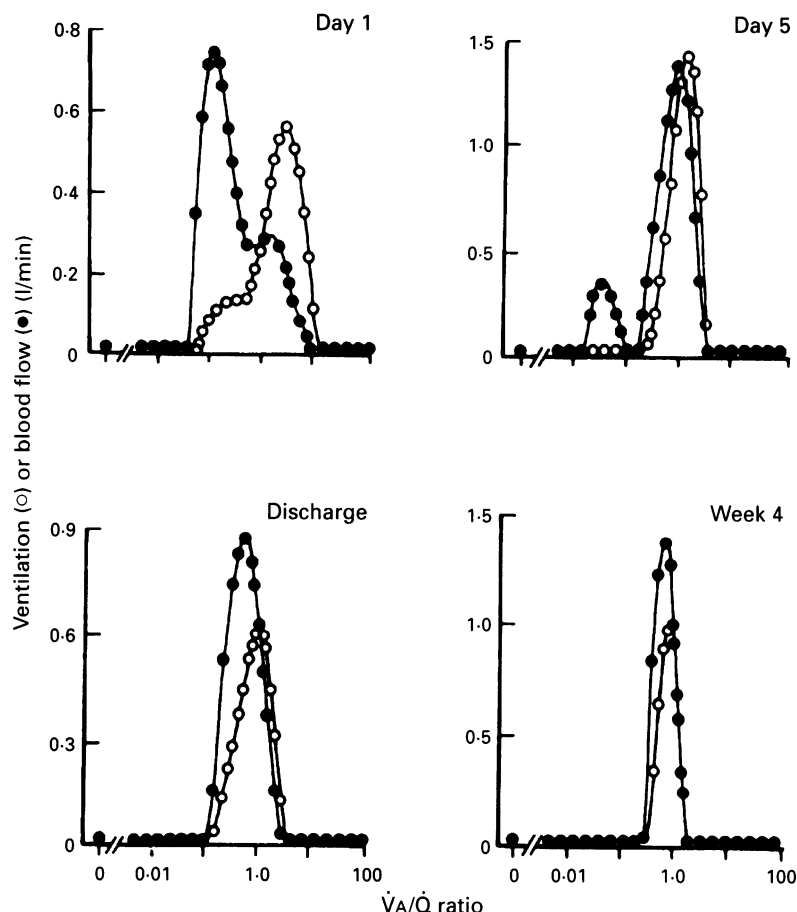 Day 1
0·8
0·6
0·4
0·2
0
Day 5
1·5
1·0
0·5
0
Ventilation (○) or blood flow (●) (l/min)
Discharge
0·9
0·6
0·3
0
0 0·01 1.0 100
Week 4
1·5
1·0
0·5
0
0 0·01 1.0 100
V̇A/Q̇ ratio